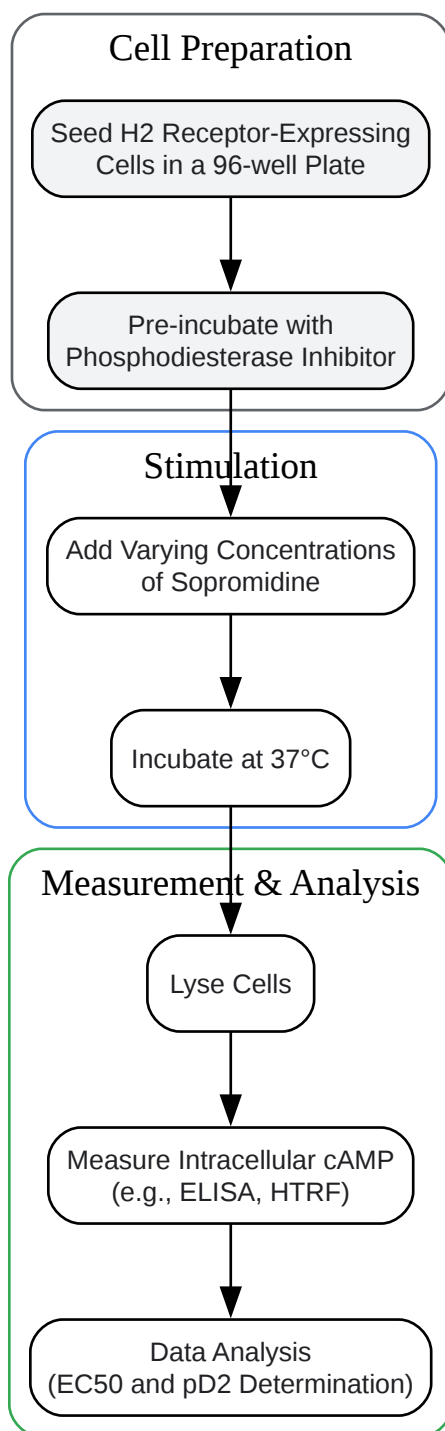 Cell Preparation
Seed H2 Receptor-Expressing
Cells in a 96-well Plate
Pre-incubate with
Phosphodiesterase Inhibitor
Stimulation
Add Varying Concentrations
of Sopromidine
Incubate at 37°C
Measurement & Analysis
Lyse Cells
Measure Intracellular cAMP
(e.g., ELISA, HTRF)
Data Analysis
(EC50 and pD2 Determination)